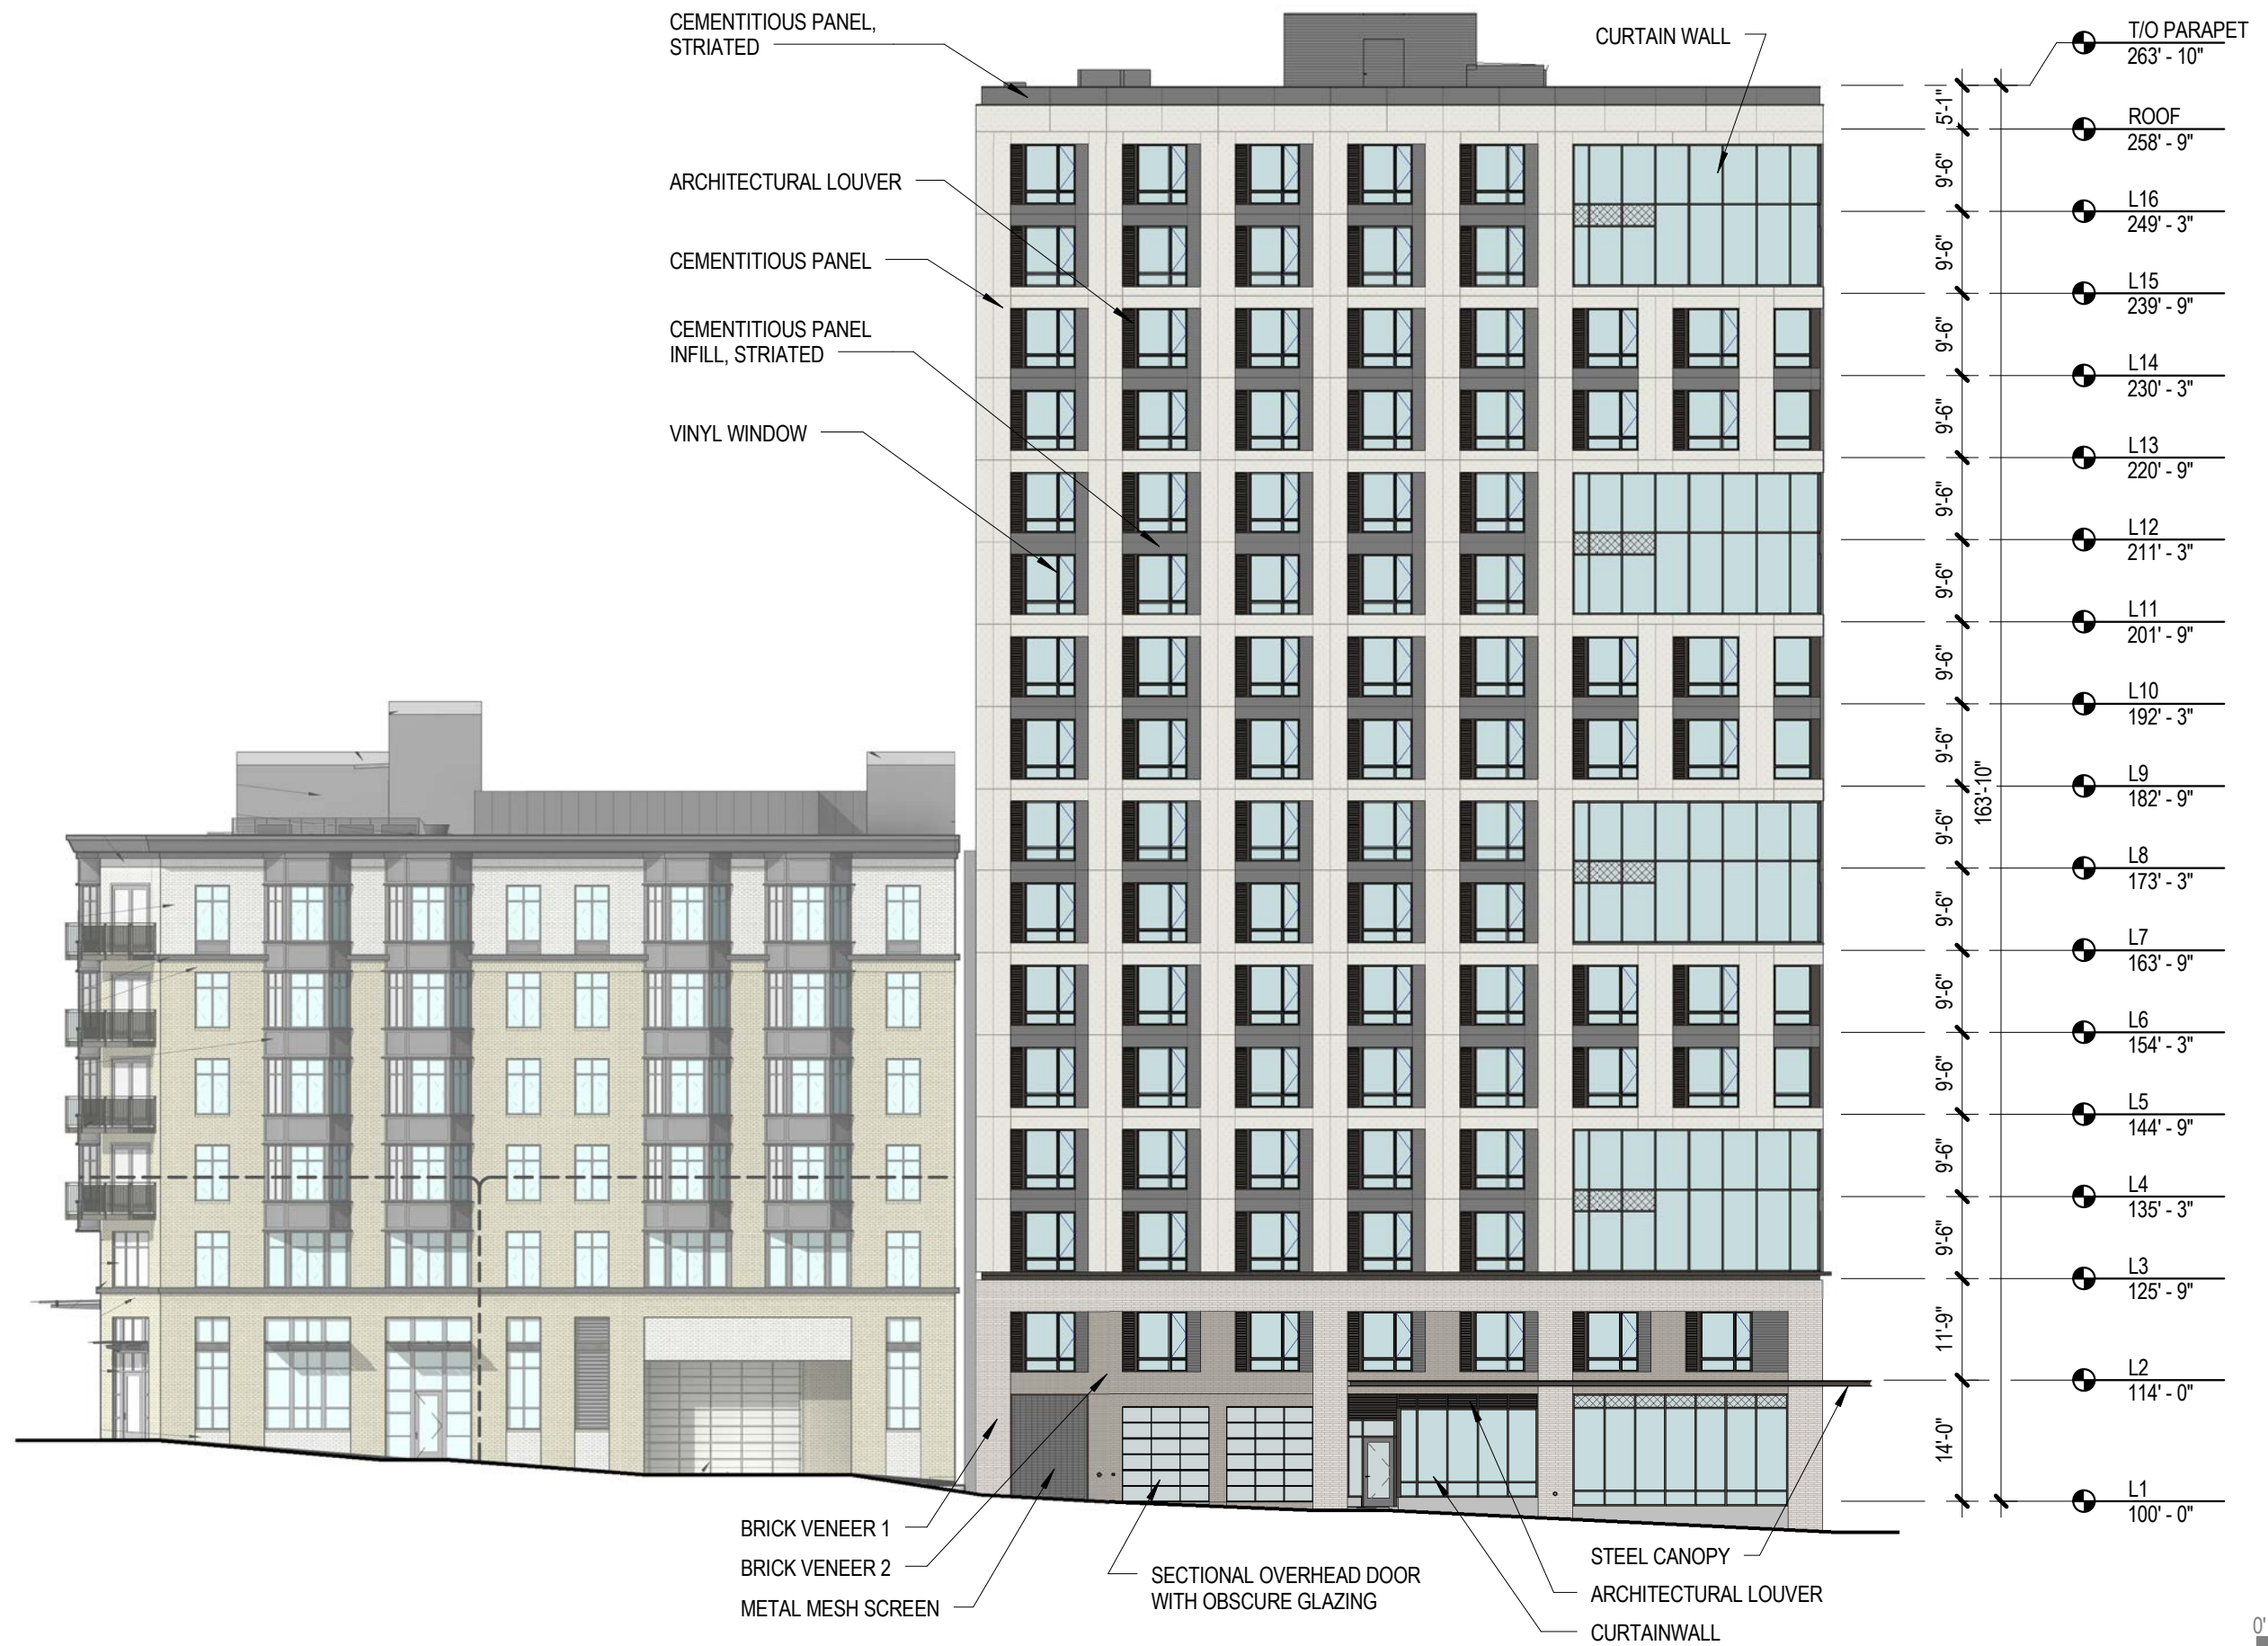 CEMENTITIOUS PANEL,
STRIATED
ARCHITECTURAL LOUVER
CEMENTITIOUS PANEL
CEMENTITIOUS PANEL
INFILL, STRIATED
VINYL WINDOW
CURTAIN WALL
BRICK VENEER 1
BRICK VENEER 2
METAL MESH SCREEN
SECTIONAL OVERHEAD DOOR
WITH OBSCURE GLAZING
STEEL CANOPY
ARCHITECTURAL LOUVER
CURTAINWALL
5'-1"
9'-6"
9'-6"
9'-6"
9'-6"
9'-6"
9'-6"
9'-6"
9'-6"
9'-6"
9'-6"
9'-6"
9'-6"
9'-6"
9'-6"
11'-9"
14'-0"
163'-10"
T/O PARAPET
263' - 10"
ROOF
258' - 9"
L16
249' - 3"
L15
239' - 9"
L14
230' - 3"
L13
220' - 9"
L12
211' - 3"
L11
201' - 9"
L10
192' - 3"
L9
182' - 9"
L8
173' - 3"
L7
163' - 9"
L6
154' - 3"
L5
144' - 9"
L4
135' - 3"
L3
125' - 9"
L2
114' - 0"
L1
100' - 0"
0'